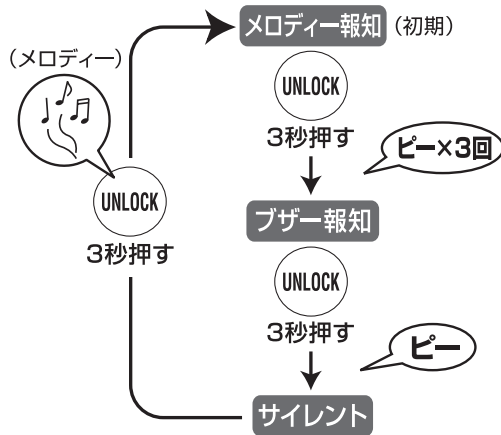 メロディー報知 (初期)
(メロディー)
UNLOCK
3秒押す
ピー×3回
UNLOCK
3秒押す
ブザー報知
UNLOCK
3秒押す
ピー
サイレント